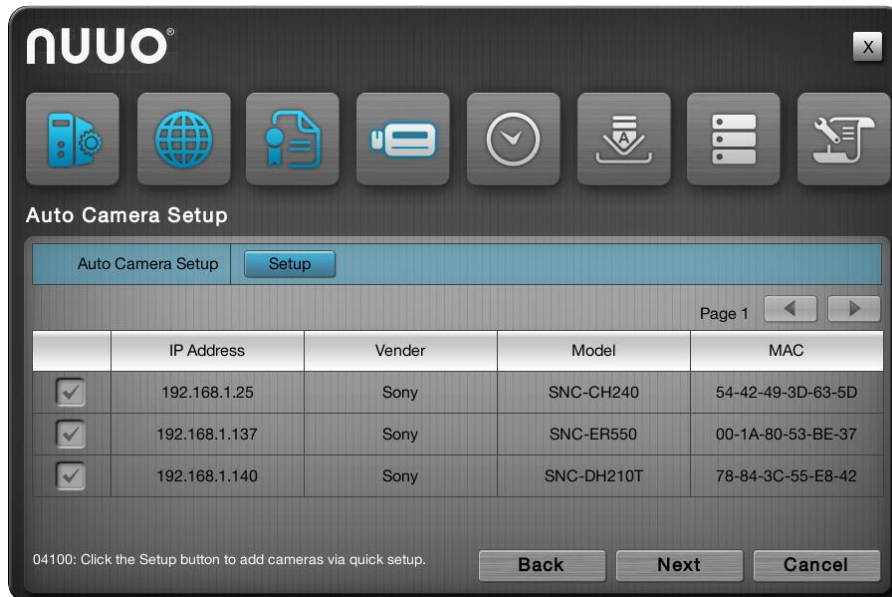 nuuo®
X
A
Auto Camera Setup
Auto Camera Setup Setup
Page 1
IP Address Vender Model MAC
192.168.1.25 Sony SNC-CH240 54-42-49-3D-63-5D
192.168.1.137 Sony SNC-ER550 00-1A-80-53-BE-37
192.168.1.140 Sony SNC-DH210T 78-84-3C-55-E8-42
04100: Click the Setup button to add cameras via quick setup. Back Next Cancel